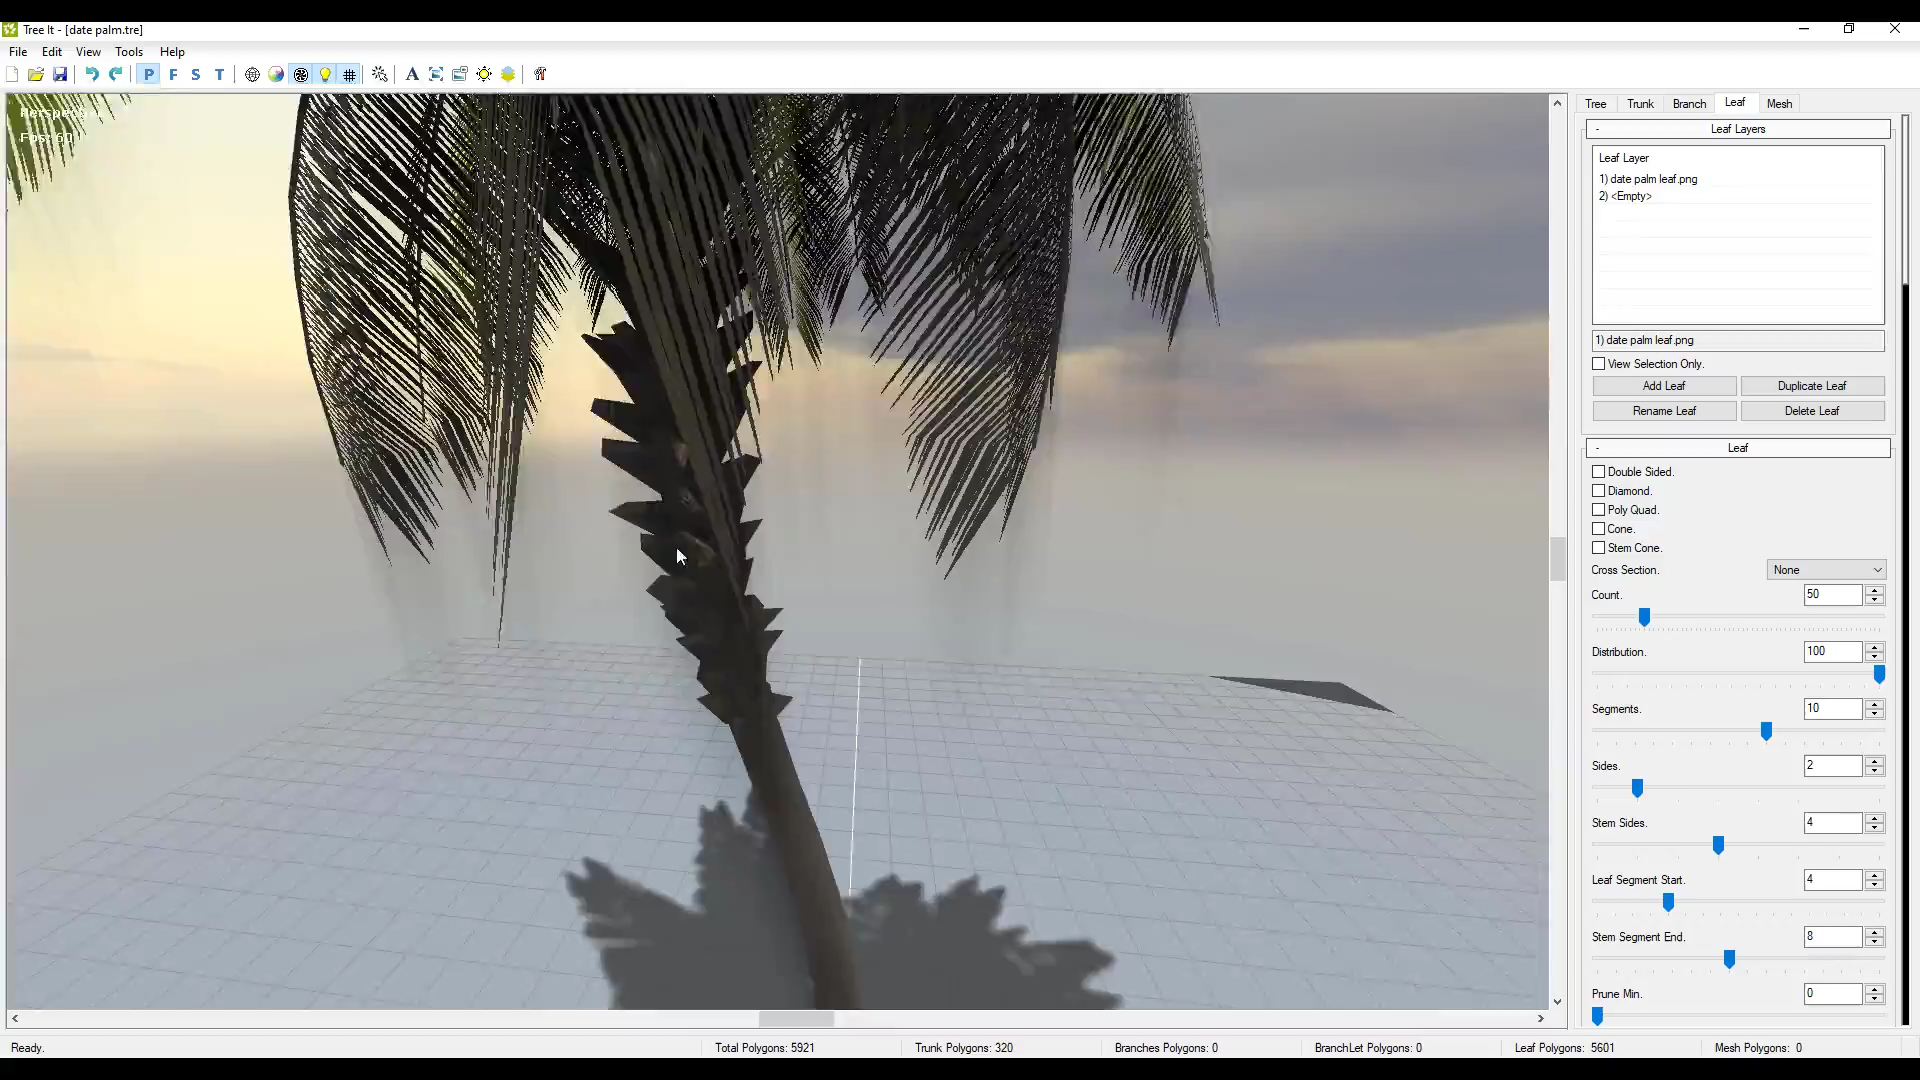 Tree It - [date palm.tre]
File Edit View Tools Help
P F S T A
Perspective
Fps: 60
Tree Trunk Branch Leaf Mesh
- Leaf Layers
Leaf Layer
1) date palm leaf.png
2) <Empty>
1) date palm leaf.png
View Selection Only.
Add Leaf Duplicate Leaf
Rename Leaf Delete Leaf
- Leaf
Double Sided.
Diamond.
Poly Quad.
Cone.
Stem Cone.
Cross Section. None
Count. 50
Distribution. 100
Segments. 10
Sides. 2
Stem Sides. 4
Leaf Segment Start. 4
Stem Segment End. 8
Prune Min. 0
Ready. Total Polygons: 5921 Trunk Polygons: 320 Branches Polygons: 0 BranchLet Polygons: 0 Leaf Polygons: 5601 Mesh Polygons: 0